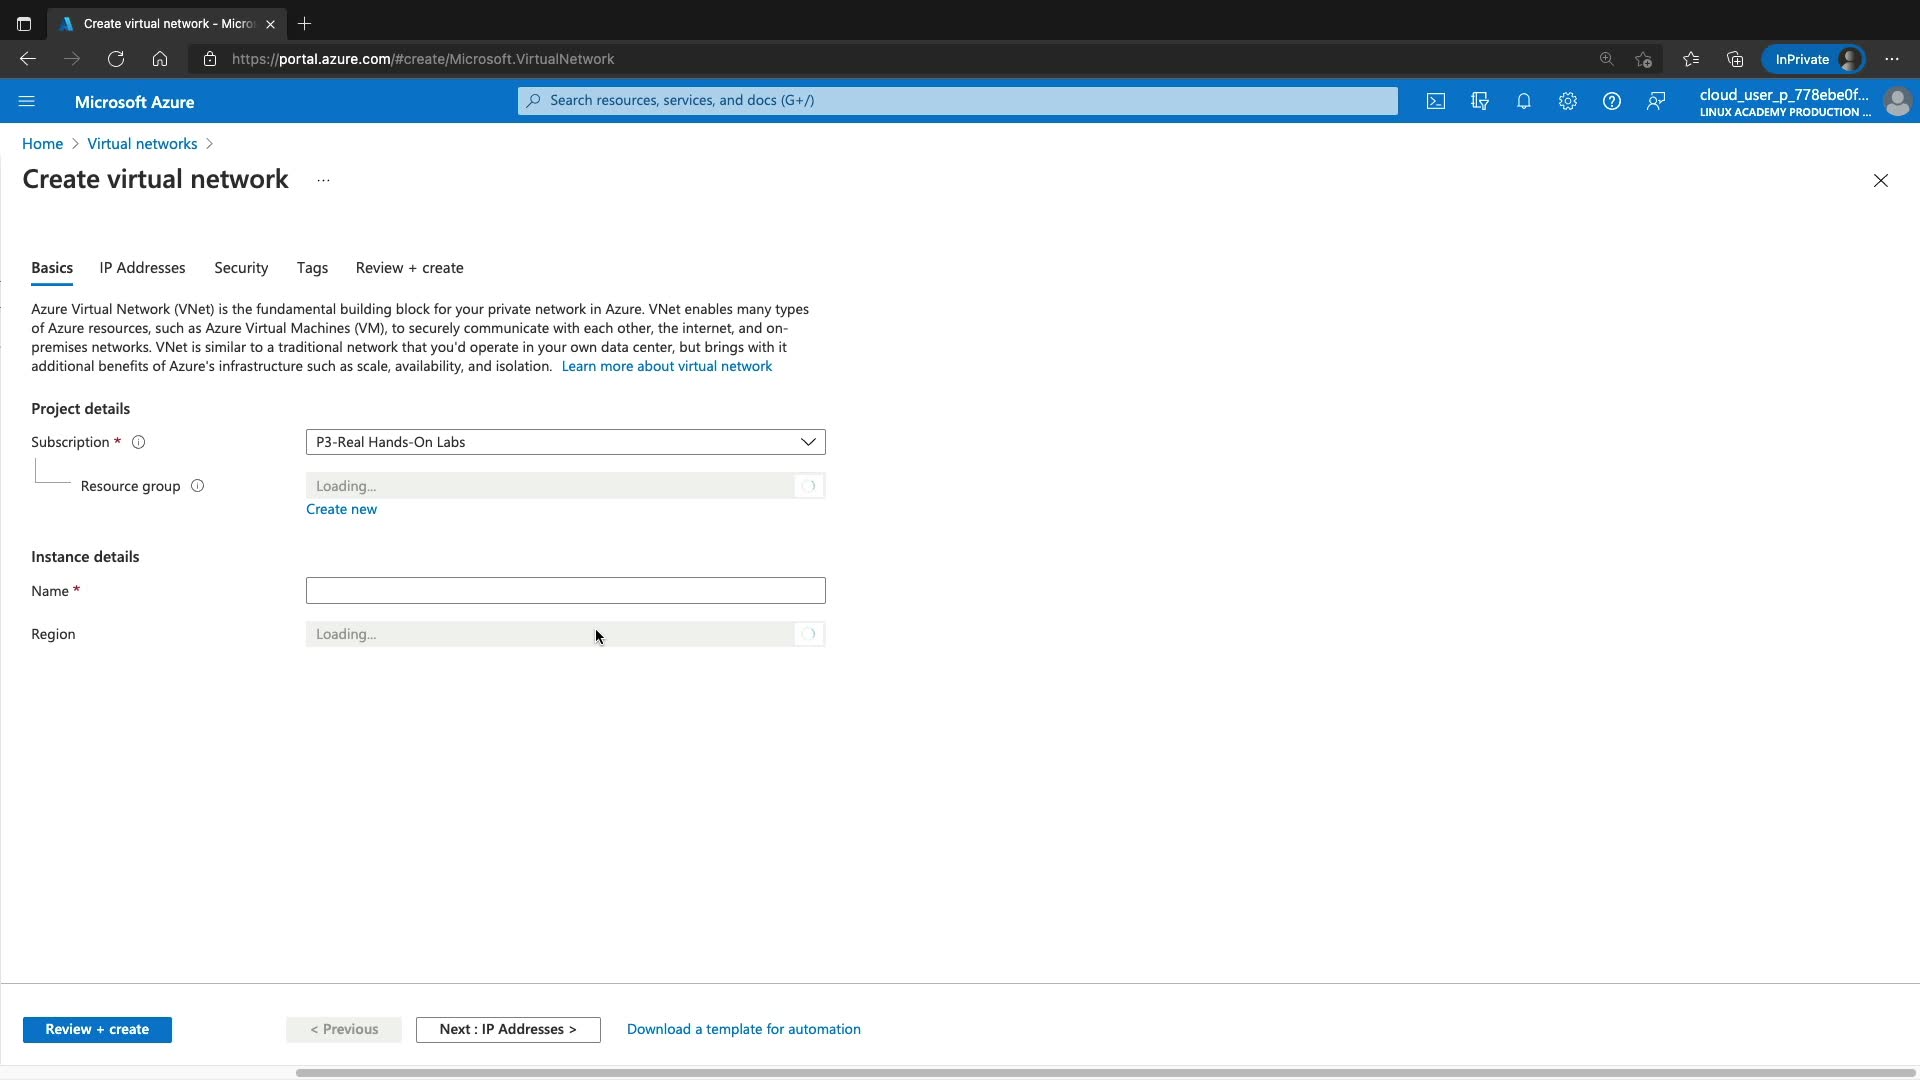 Create virtual network - Micro
https://portal.azure.com/#create/Microsoft.VirtualNetwork
InPrivate
Microsoft Azure
Search resources, services, and docs (G+/)
cloud_user_p_778ebe0f...
LINUX ACADEMY PRODUCTION ...
Home > Virtual networks >
Create virtual network ...
Basics
IP Addresses
Security
Tags
Review + create
Azure Virtual Network (VNet) is the fundamental building block for your private network in Azure. VNet enables many types
of Azure resources, such as Azure Virtual Machines (VM), to securely communicate with each other, the internet, and on-
premises networks. VNet is similar to a traditional network that you'd operate in your own data center, but brings with it
additional benefits of Azure's infrastructure such as scale, availability, and isolation. Learn more about virtual network
Project details
Subscription *
P3-Real Hands-On Labs
Resource group
Loading...
Create new
Instance details
Name *
Region
Loading...
Review + create
< Previous
Next : IP Addresses >
Download a template for automation